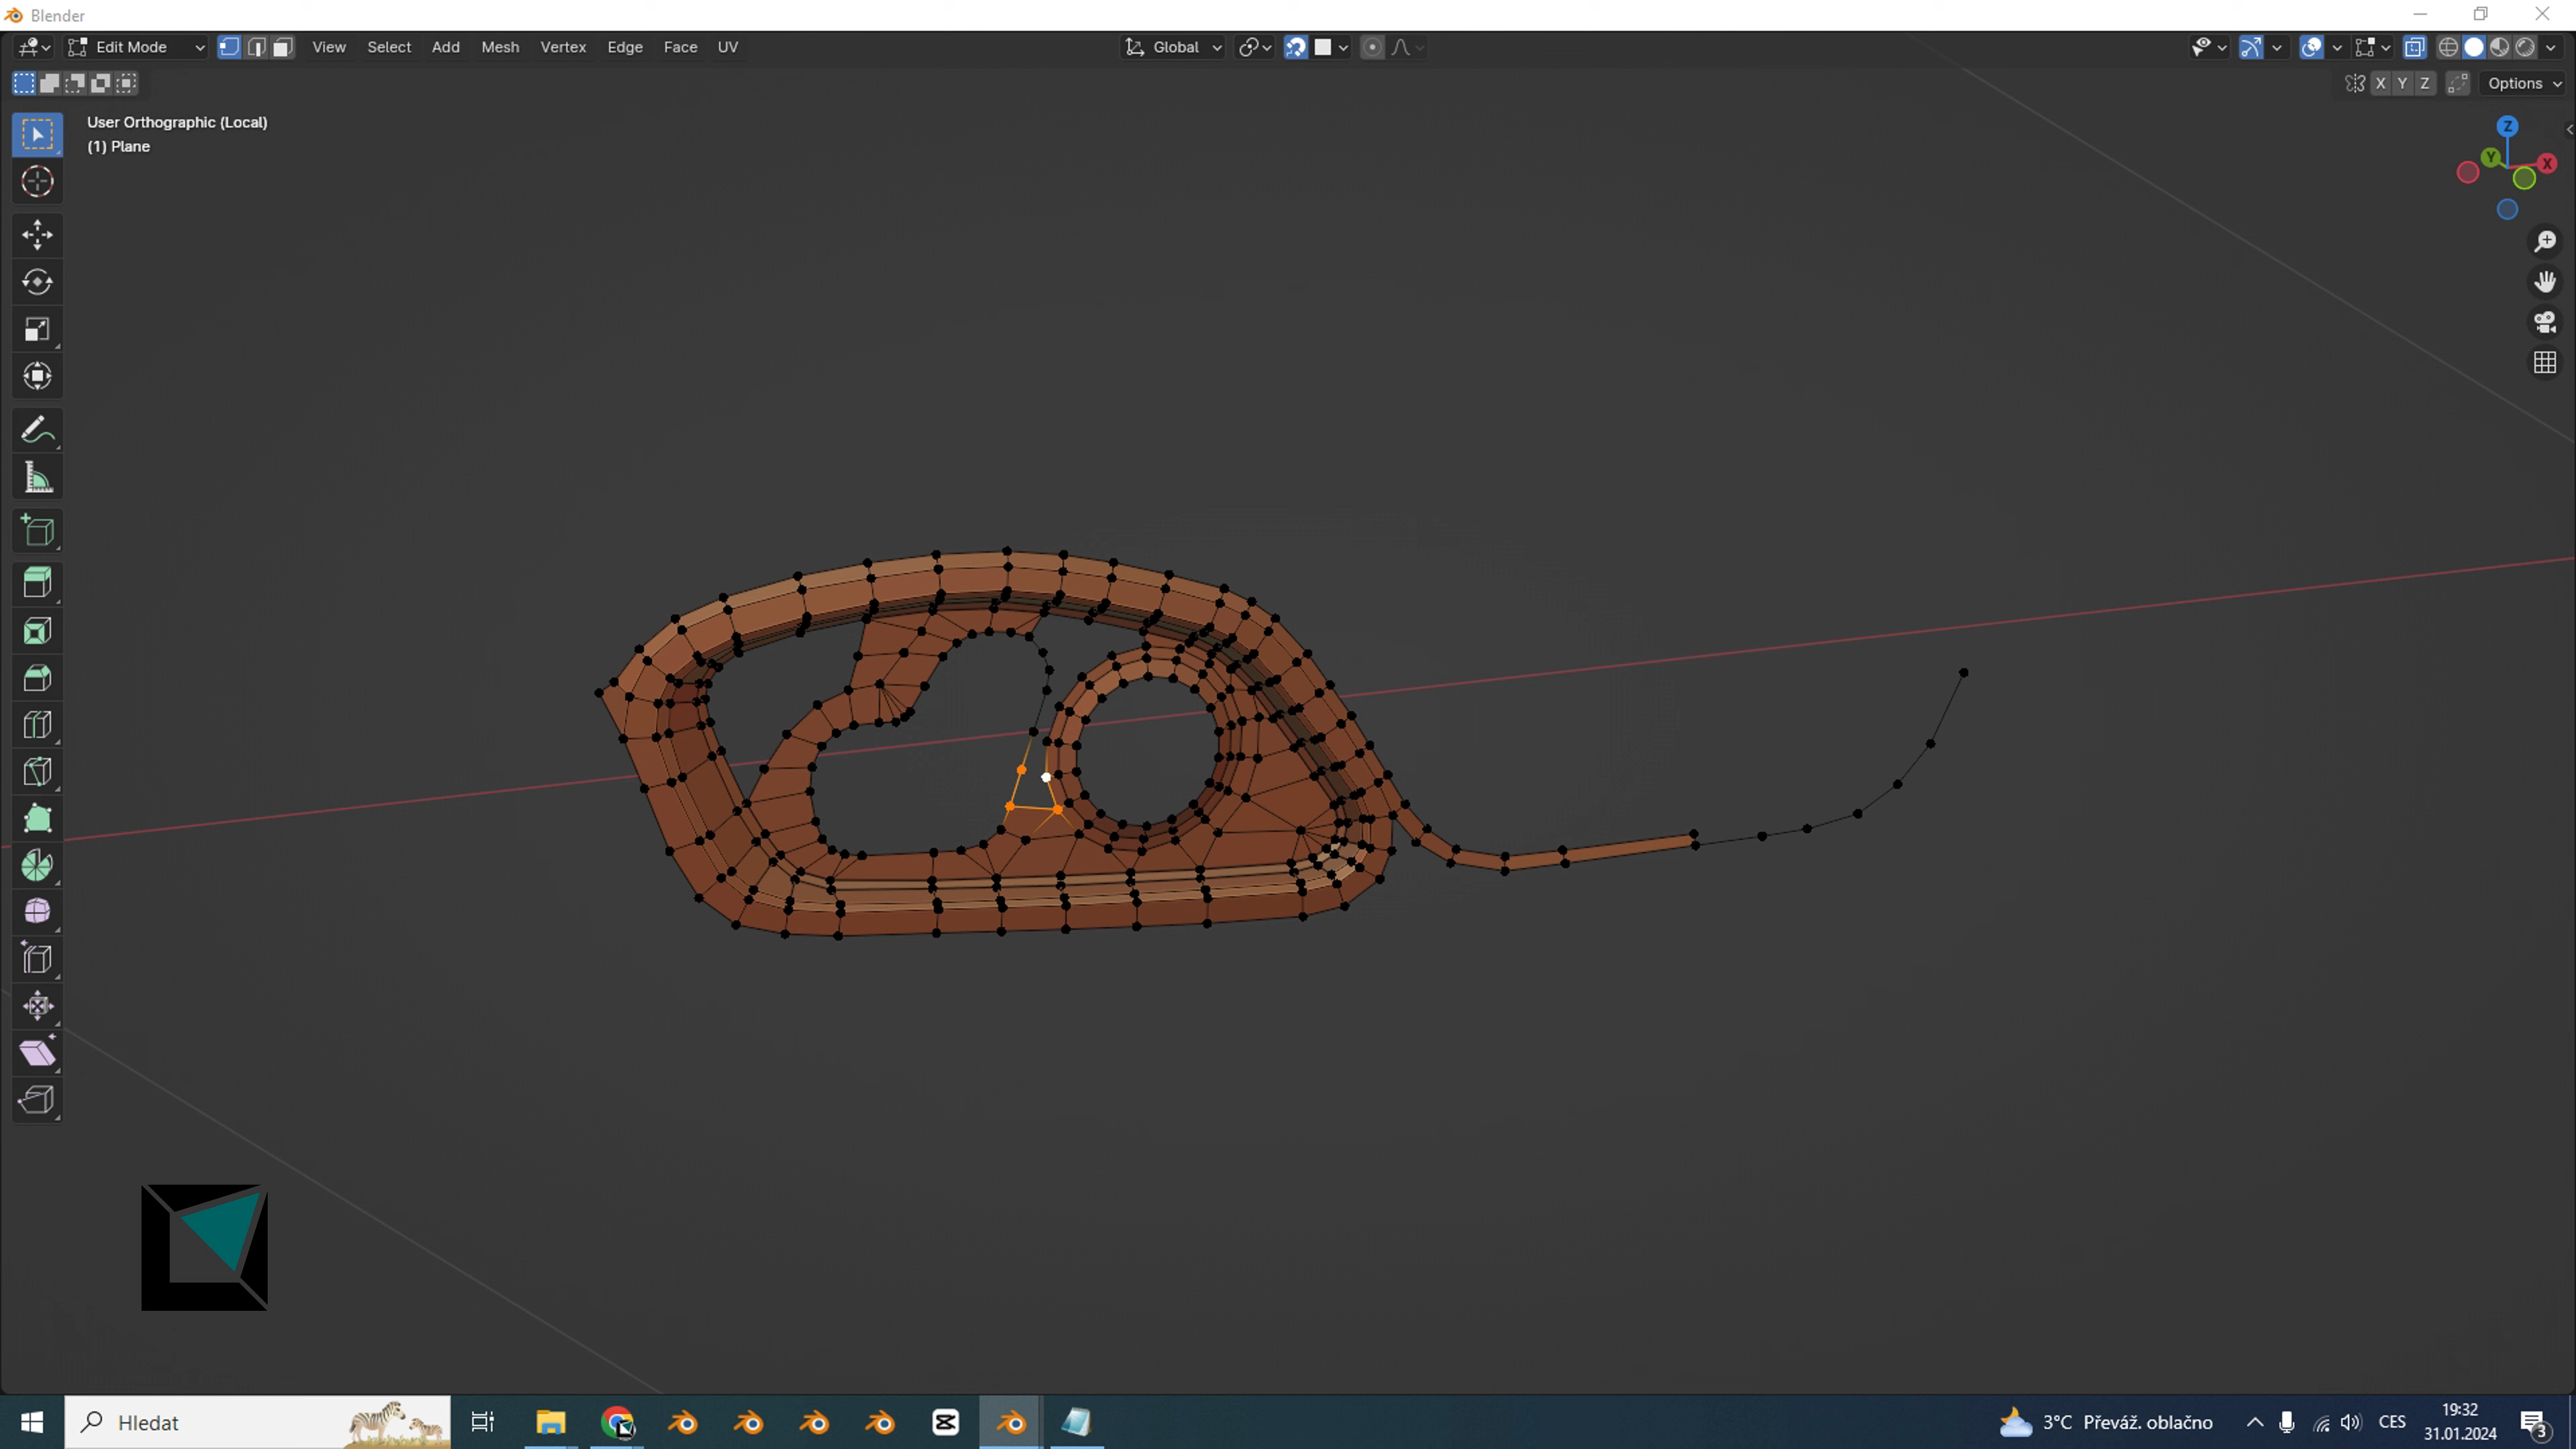 Blender
Edit Mode View Select Add Mesh Vertex Edge Face UV Global
X Y Z Options
User Orthographic (Local)
(1) Plane
Z
Y X
Hledat
3°C Převáž. oblačno
CES
19:32
31.01.2024
3